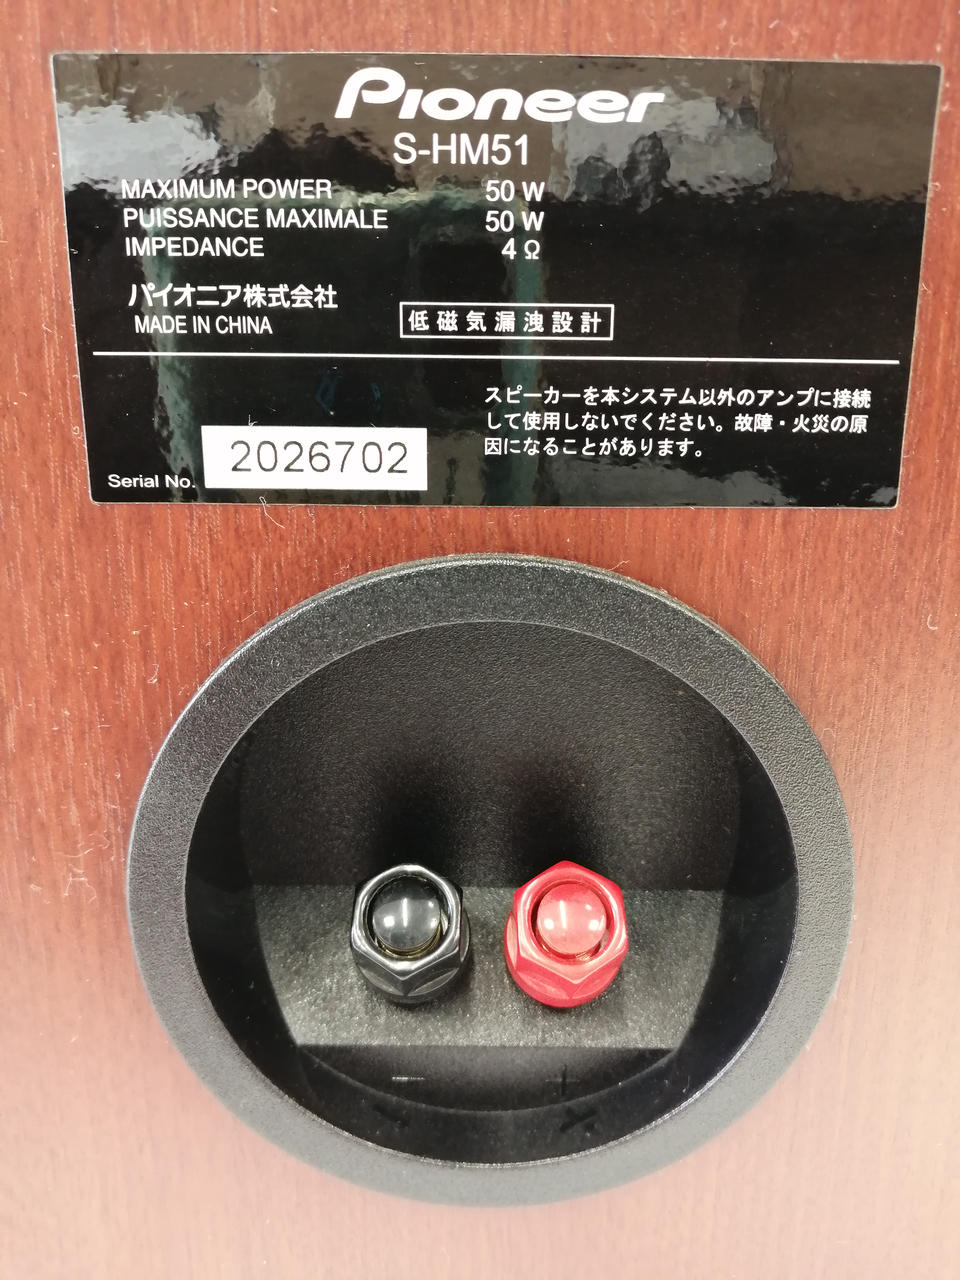 Pioneer
S-HM51
MAXIMUM POWER 50 W
PUISSANCE MAXIMALE 50 W
IMPEDANCE 4 Ω
パイオニア株式会社
MADE IN CHINA
低磁気漏洩設計
スピーカーを本システム以外のアンプに接続
して使用しないでください。故障・火災の原
因になることがあります。
Serial No. 2026702
− +